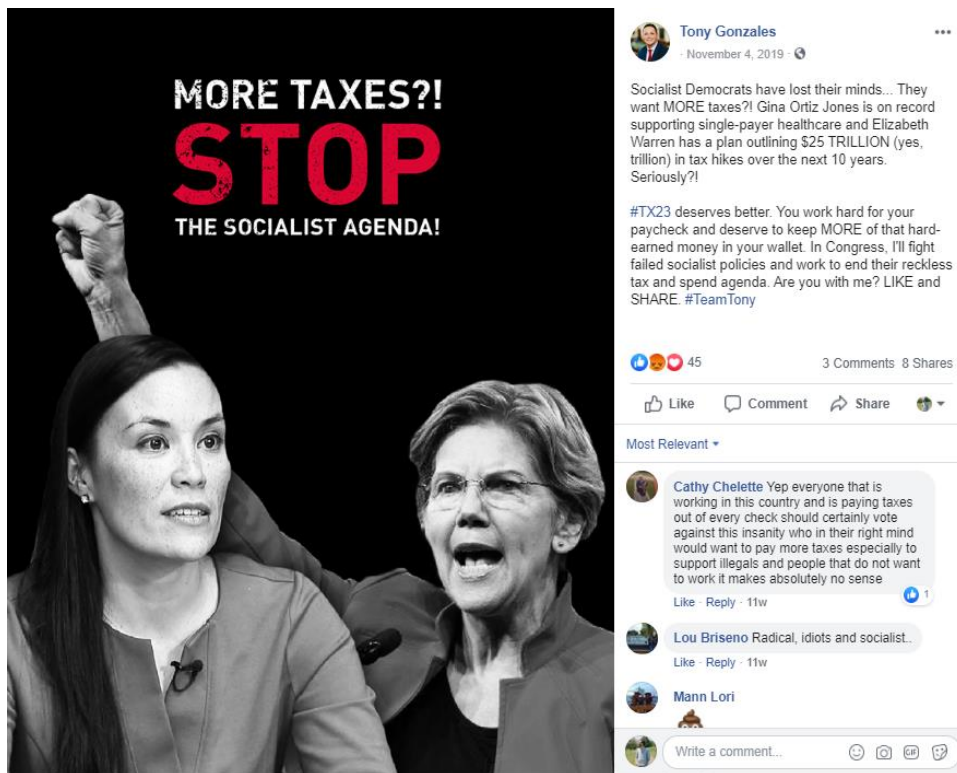 MORE TAXES?!
STOP
THE SOCIALIST AGENDA!
Tony Gonzales
· November 4, 2019 ·
Socialist Democrats have lost their minds... They
want MORE taxes?! Gina Ortiz Jones is on record
supporting single-payer healthcare and Elizabeth
Warren has a plan outlining $25 TRILLION (yes,
trillion) in tax hikes over the next 10 years.
Seriously?!
#TX23 deserves better. You work hard for your
paycheck and deserve to keep MORE of that hard-
earned money in your wallet. In Congress, I'll fight
failed socialist policies and work to end their reckless
tax and spend agenda. Are you with me? LIKE and
SHARE. #TeamTony
45 3 Comments 8 Shares
Like Comment Share
Most Relevant
Cathy Chelette Yep everyone that is
working in this country and is paying taxes
out of every check should certainly vote
against this insanity who in their right mind
would want to pay more taxes especially to
support illegals and people that do not want
to work it makes absolutely no sense
1
Like · Reply · 11w
Lou Briseno Radical, idiots and socialist..
Like · Reply · 11w
Mann Lori
Write a comment...
GIF